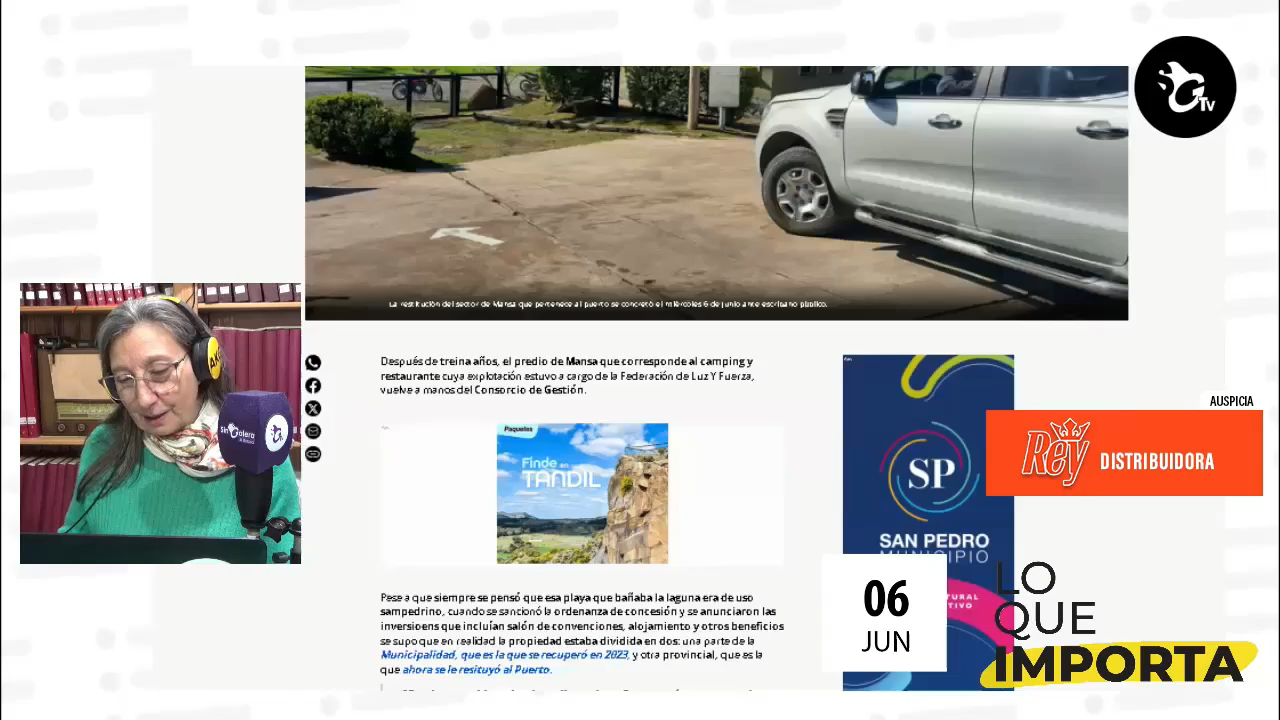 G TV
La restitución del sector de Mansa que pertenece al puerto se concretó el miércoles 6 de junio ante escribano público.
Después de treina años, el predio de Mansa que corresponde al camping y
restaurante cuya explotación estuvo a cargo de la Federación de Luz Y Fuerza,
vuelve a manos del Consorcio de Gestión.
Paquetes
Finde en
TANDIL
Pese a que siempre se pensó que esa playa que bañaba la laguna era de uso
sampedrino, cuando se sancionó la ordenanza de concesión y se anunciaron las
inversiones que incluían salón de convenciones, alojamiento y otros beneficios
se supo que en realidad la propiedad estaba dividida en dos: una parte de la
Municipalidad, que es la que se recuperó en 2023, y otra provincial, que es la
que ahora se le resituyó al Puerto.
SP
SAN PEDRO
MUNICIPIO
Sin Galera
AUSPICIA
Rey DISTRIBUIDORA
06
JUN
LO
QUE
IMPORTA